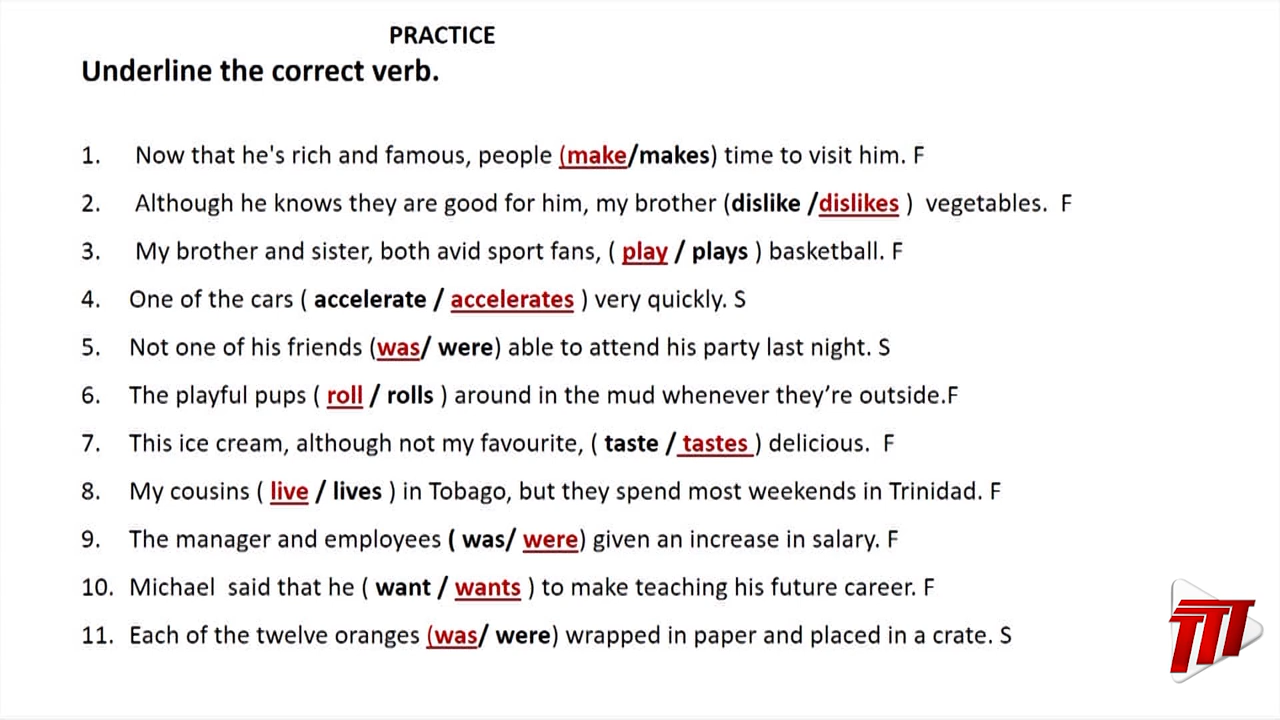 PRACTICE
Underline the correct verb.
1. Now that he's rich and famous, people (make/makes) time to visit him. F
2. Although he knows they are good for him, my brother (dislike /dislikes ) vegetables. F
3. My brother and sister, both avid sport fans, ( play / plays ) basketball. F
4. One of the cars ( accelerate / accelerates ) very quickly. S
5. Not one of his friends (was/ were) able to attend his party last night. S
6. The playful pups ( roll / rolls ) around in the mud whenever they're outside.F
7. This ice cream, although not my favourite, ( taste / tastes ) delicious. F
8. My cousins ( live / lives ) in Tobago, but they spend most weekends in Trinidad. F
9. The manager and employees ( was/ were) given an increase in salary. F
10. Michael said that he ( want / wants ) to make teaching his future career. F
11. Each of the twelve oranges (was/ were) wrapped in paper and placed in a crate. S
TTT